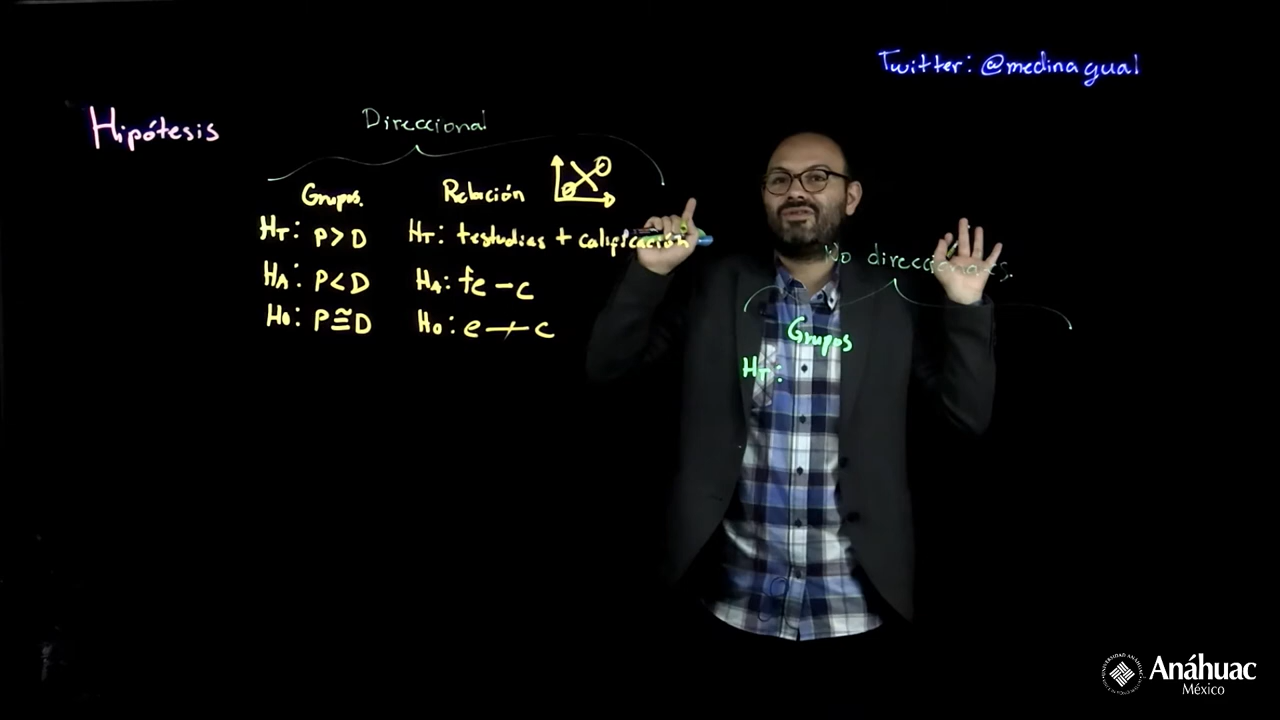 Twitter: @medinagual
Hipótesis
Direccional
Grupos. Relación
HT: P>D HT: +estudias + calificación
HA: P<D HA: +e - c
H0: P≅D H0: e c
No direccionales.
Grupos
HT:
Anáhuac
México